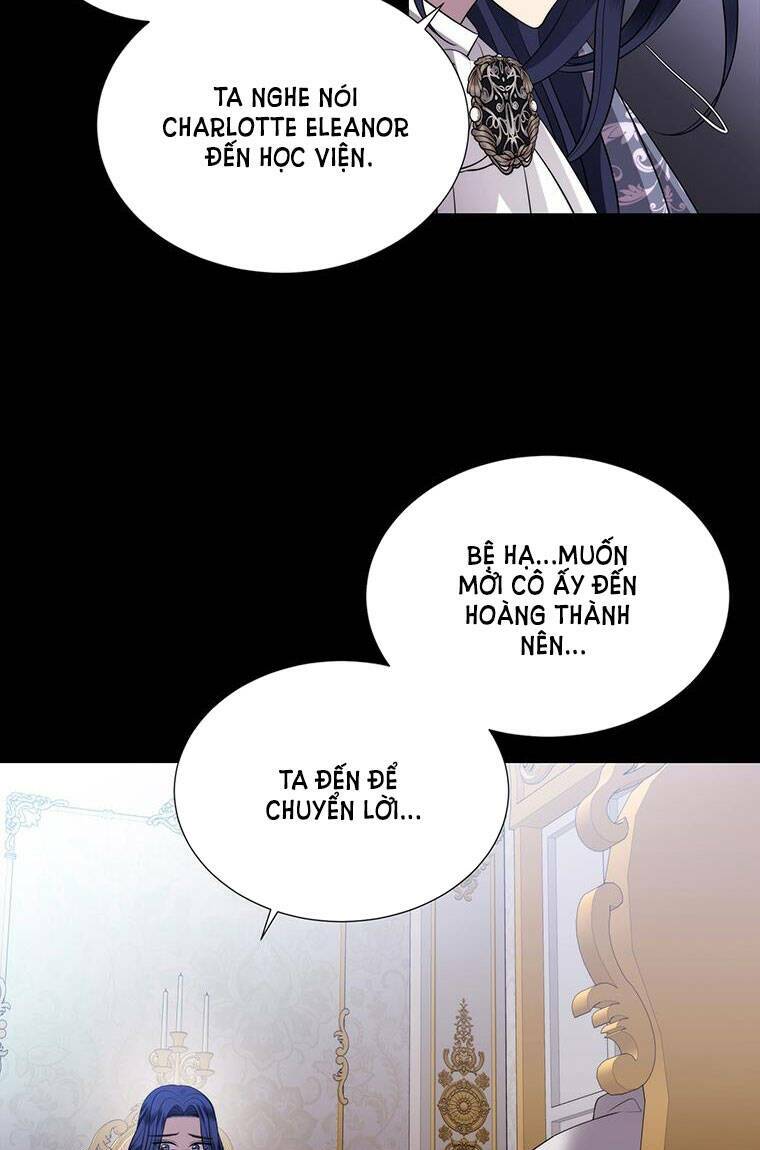 TA NGHE NÓI
CHARLOTTE ELEANOR
ĐẾN HỌC VIỆN.
BỆ HẠ...MUỐN
MỜI CÔ ẤY ĐẾN
HOÀNG THÀNH
NÊN...
TA ĐẾN ĐỂ
CHUYỂN LỜI...